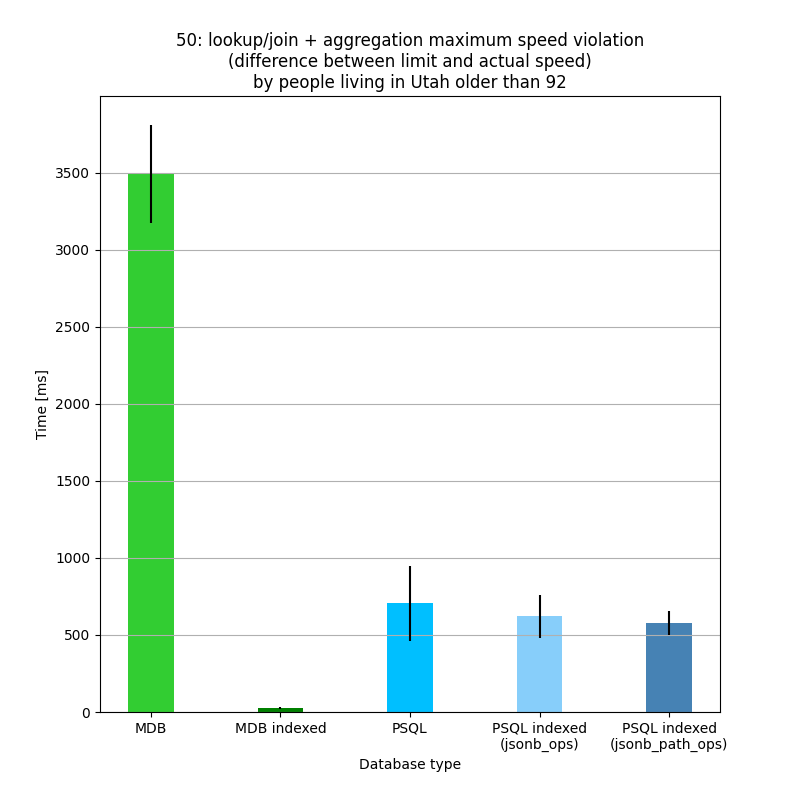 50: lookup/join + aggregation maximum speed violation
(difference between limit and actual speed)
by people living in Utah older than 92
3500
3000
2500
2000
1500
1000
500
0
Time [ms]
MDB
MDB indexed
PSQL
PSQL indexed
(jsonb_ops)
PSQL indexed
(jsonb_path_ops)
Database type